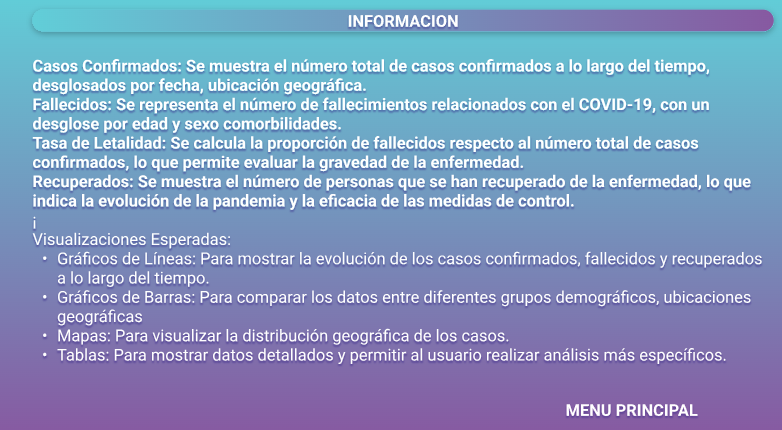 INFORMACION
Casos Confirmados: Se muestra el número total de casos confirmados a lo largo del tiempo,
desglosados por fecha, ubicación geográfica.
Fallecidos: Se representa el número de fallecimientos relacionados con el COVID-19, con un
desglose por edad y sexo comorbilidades.
Tasa de Letalidad: Se calcula la proporción de fallecidos respecto al número total de casos
confirmados, lo que permite evaluar la gravedad de la enfermedad.
Recuperados: Se muestra el número de personas que se han recuperado de la enfermedad, lo que
indica la evolución de la pandemia y la eficacia de las medidas de control.
i
Visualizaciones Esperadas:
• Gráficos de Líneas: Para mostrar la evolución de los casos confirmados, fallecidos y recuperados
a lo largo del tiempo.
• Gráficos de Barras: Para comparar los datos entre diferentes grupos demográficos, ubicaciones
geográficas
• Mapas: Para visualizar la distribución geográfica de los casos.
• Tablas: Para mostrar datos detallados y permitir al usuario realizar análisis más específicos.
MENU PRINCIPAL